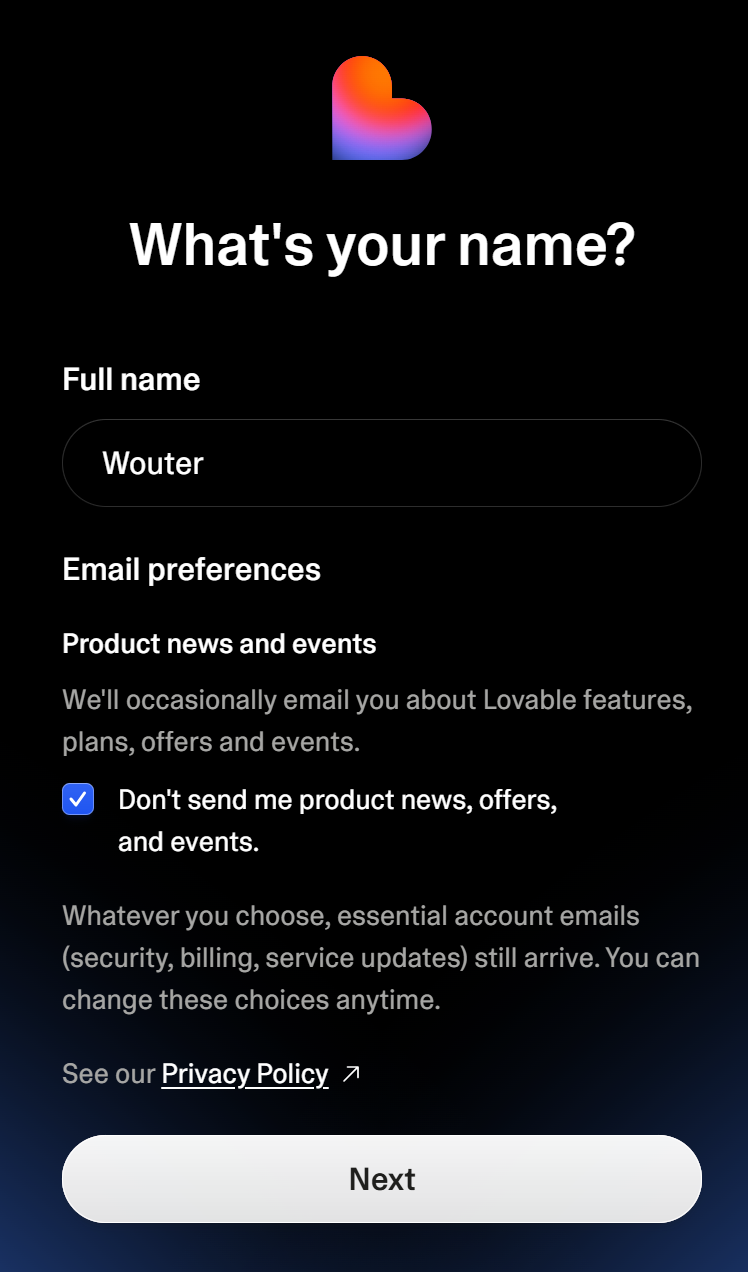 What's your name?
Full name
Wouter
Email preferences
Product news and events
We'll occasionally email you about Lovable features,
plans, offers and events.
Don't send me product news, offers,
and events.
Whatever you choose, essential account emails
(security, billing, service updates) still arrive. You can
change these choices anytime.
See our Privacy Policy ↗
Next